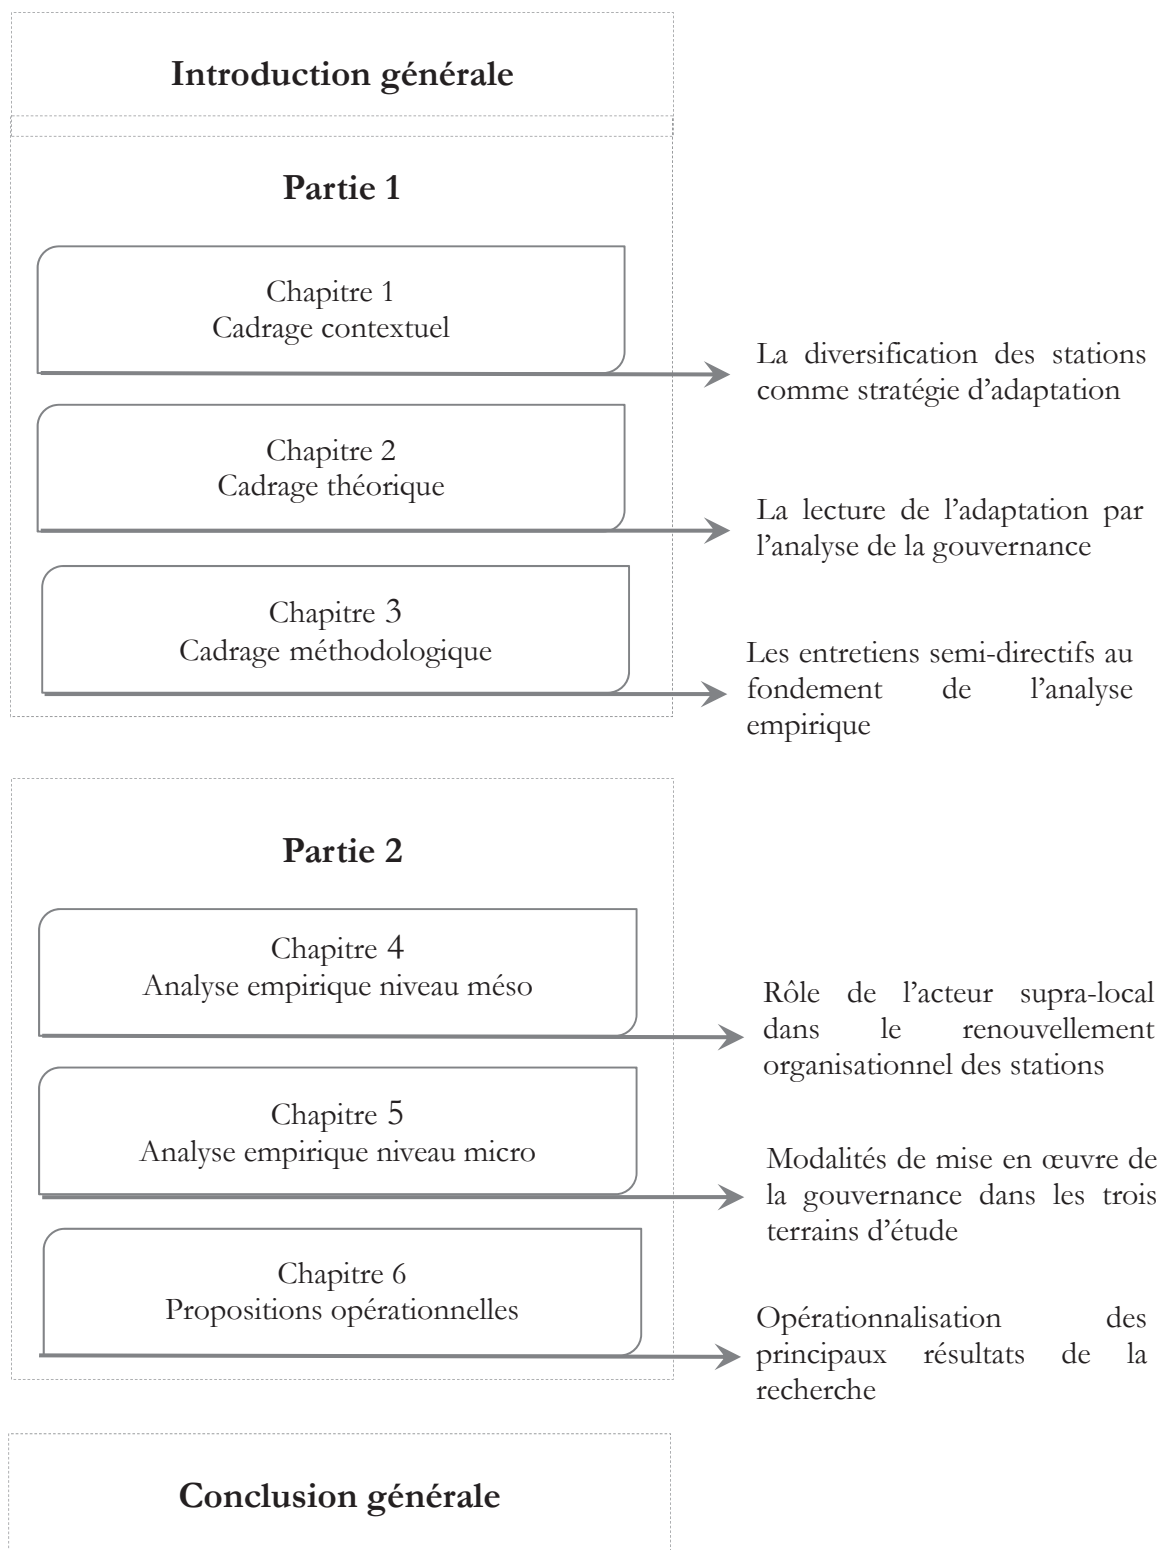 Introduction générale
Partie 1
Chapitre 1
Cadrage contextuel
La diversification des stations
comme stratégie d’adaptation
Chapitre 2
Cadrage théorique
La lecture de l’adaptation par
l’analyse de la gouvernance
Chapitre 3
Cadrage méthodologique
Les entretiens semi-directifs au
fondement de l’analyse
empirique
Partie 2
Chapitre 4
Analyse empirique niveau méso
Rôle de l’acteur supra-local
dans le renouvellement
organisationnel des stations
Chapitre 5
Analyse empirique niveau micro
Modalités de mise en œuvre de
la gouvernance dans les trois
terrains d’étude
Chapitre 6
Propositions opérationnelles
Opérationnalisation des
principaux résultats de la
recherche
Conclusion générale